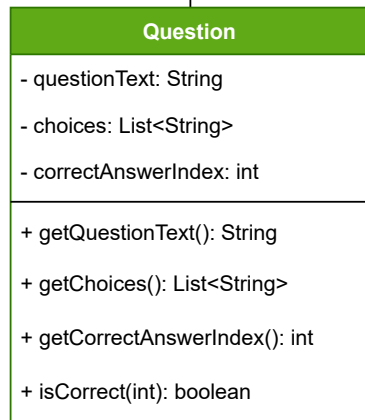 Question
- questionText: String
- choices: List<String>
- correctAnswerIndex: int
+ getQuestionText(): String
+ getChoices(): List<String>
+ getCorrectAnswerIndex(): int
+ isCorrect(int): boolean